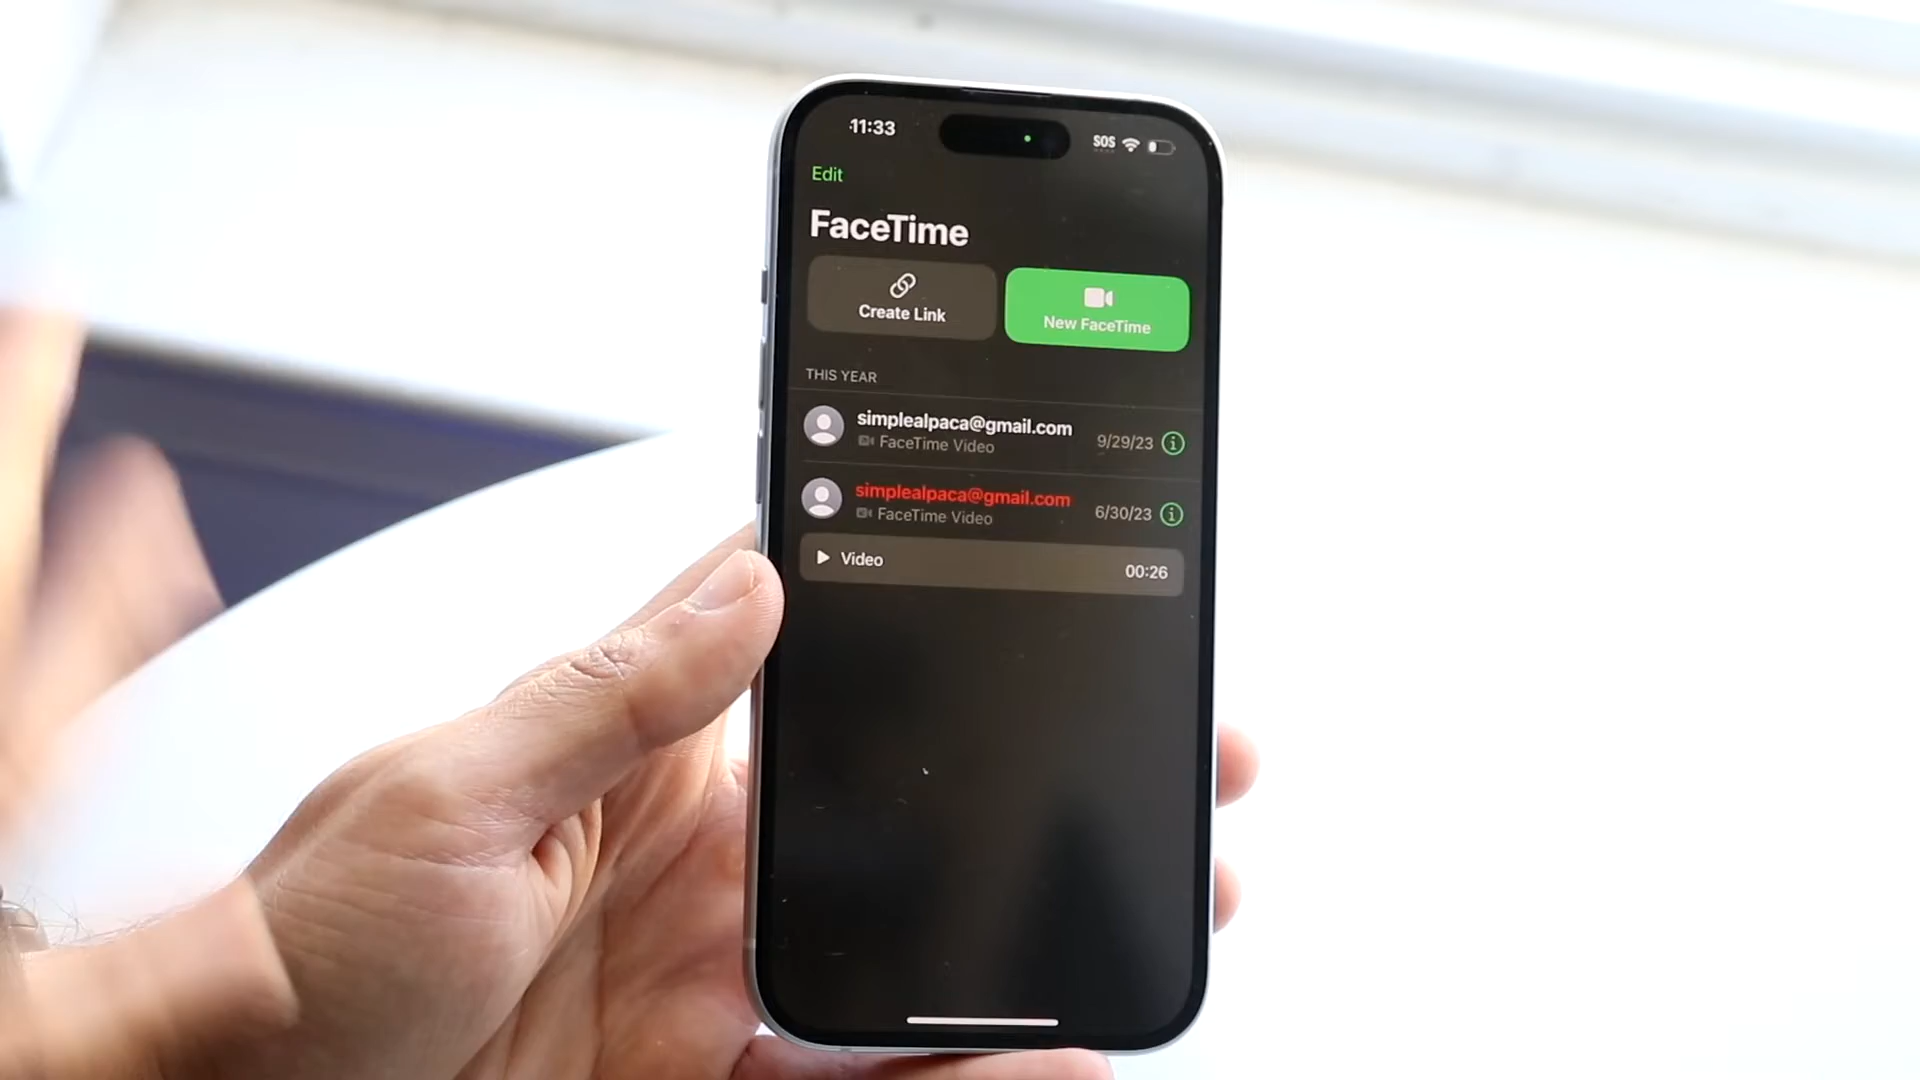 11:33
SOS
Edit
FaceTime
Create Link
New FaceTime
THIS YEAR
simplealpaca@gmail.com
FaceTime Video
9/29/23
simplealpaca@gmail.com
FaceTime Video
6/30/23
Video
00:26